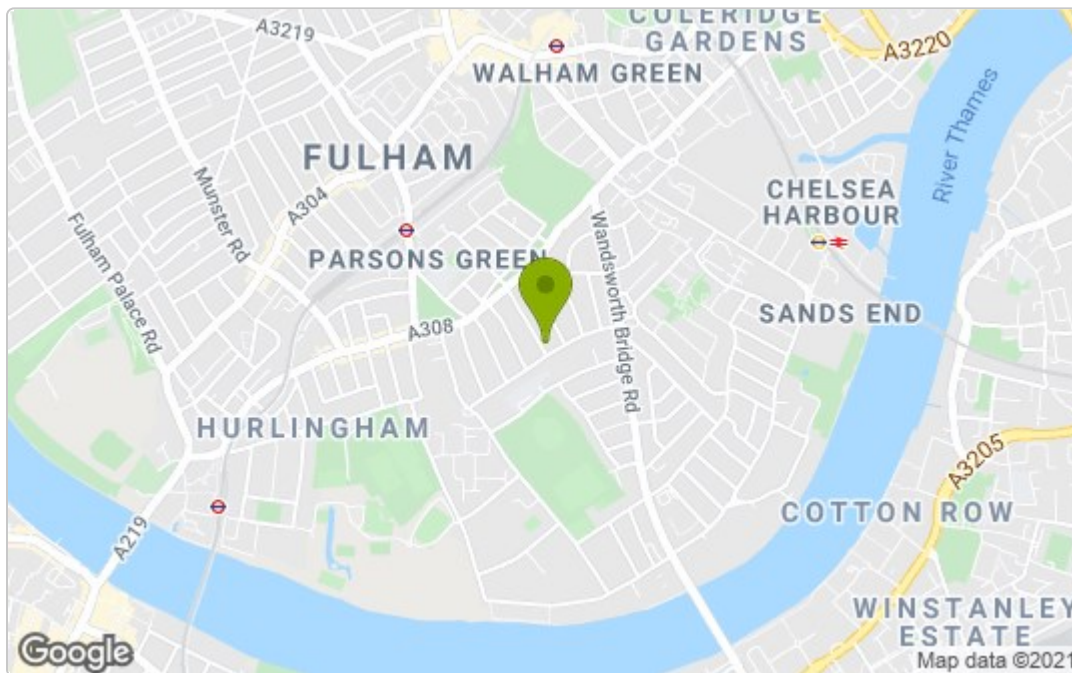 COLERIDGE
GARDENS
A3219
A3220
WALHAM GREEN
River Thames
FULHAM
Munster Rd
A304
CHELSEA
HARBOUR
Fulham Palace Rd
PARSONS GREEN
Wandsworth Bridge Rd
SANDS END
A308
HURLINGHAM
A3205
COTTON ROW
A219
WINSTANLEY
ESTATE
Google
Map data ©2021